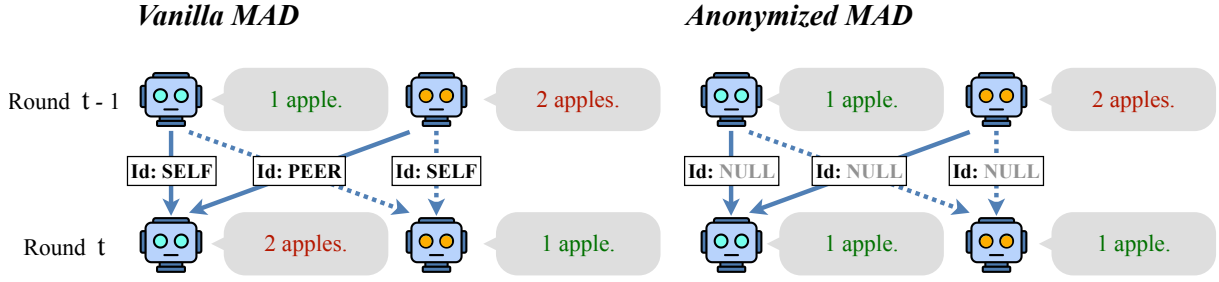 Vanilla MAD
Anonymized MAD
Round t - 1
1 apple.
2 apples.
1 apple.
2 apples.
Id: SELF
Id: PEER
Id: SELF
Id: NULL
Id: NULL
Id: NULL
Round t
2 apples.
1 apple.
1 apple.
1 apple.